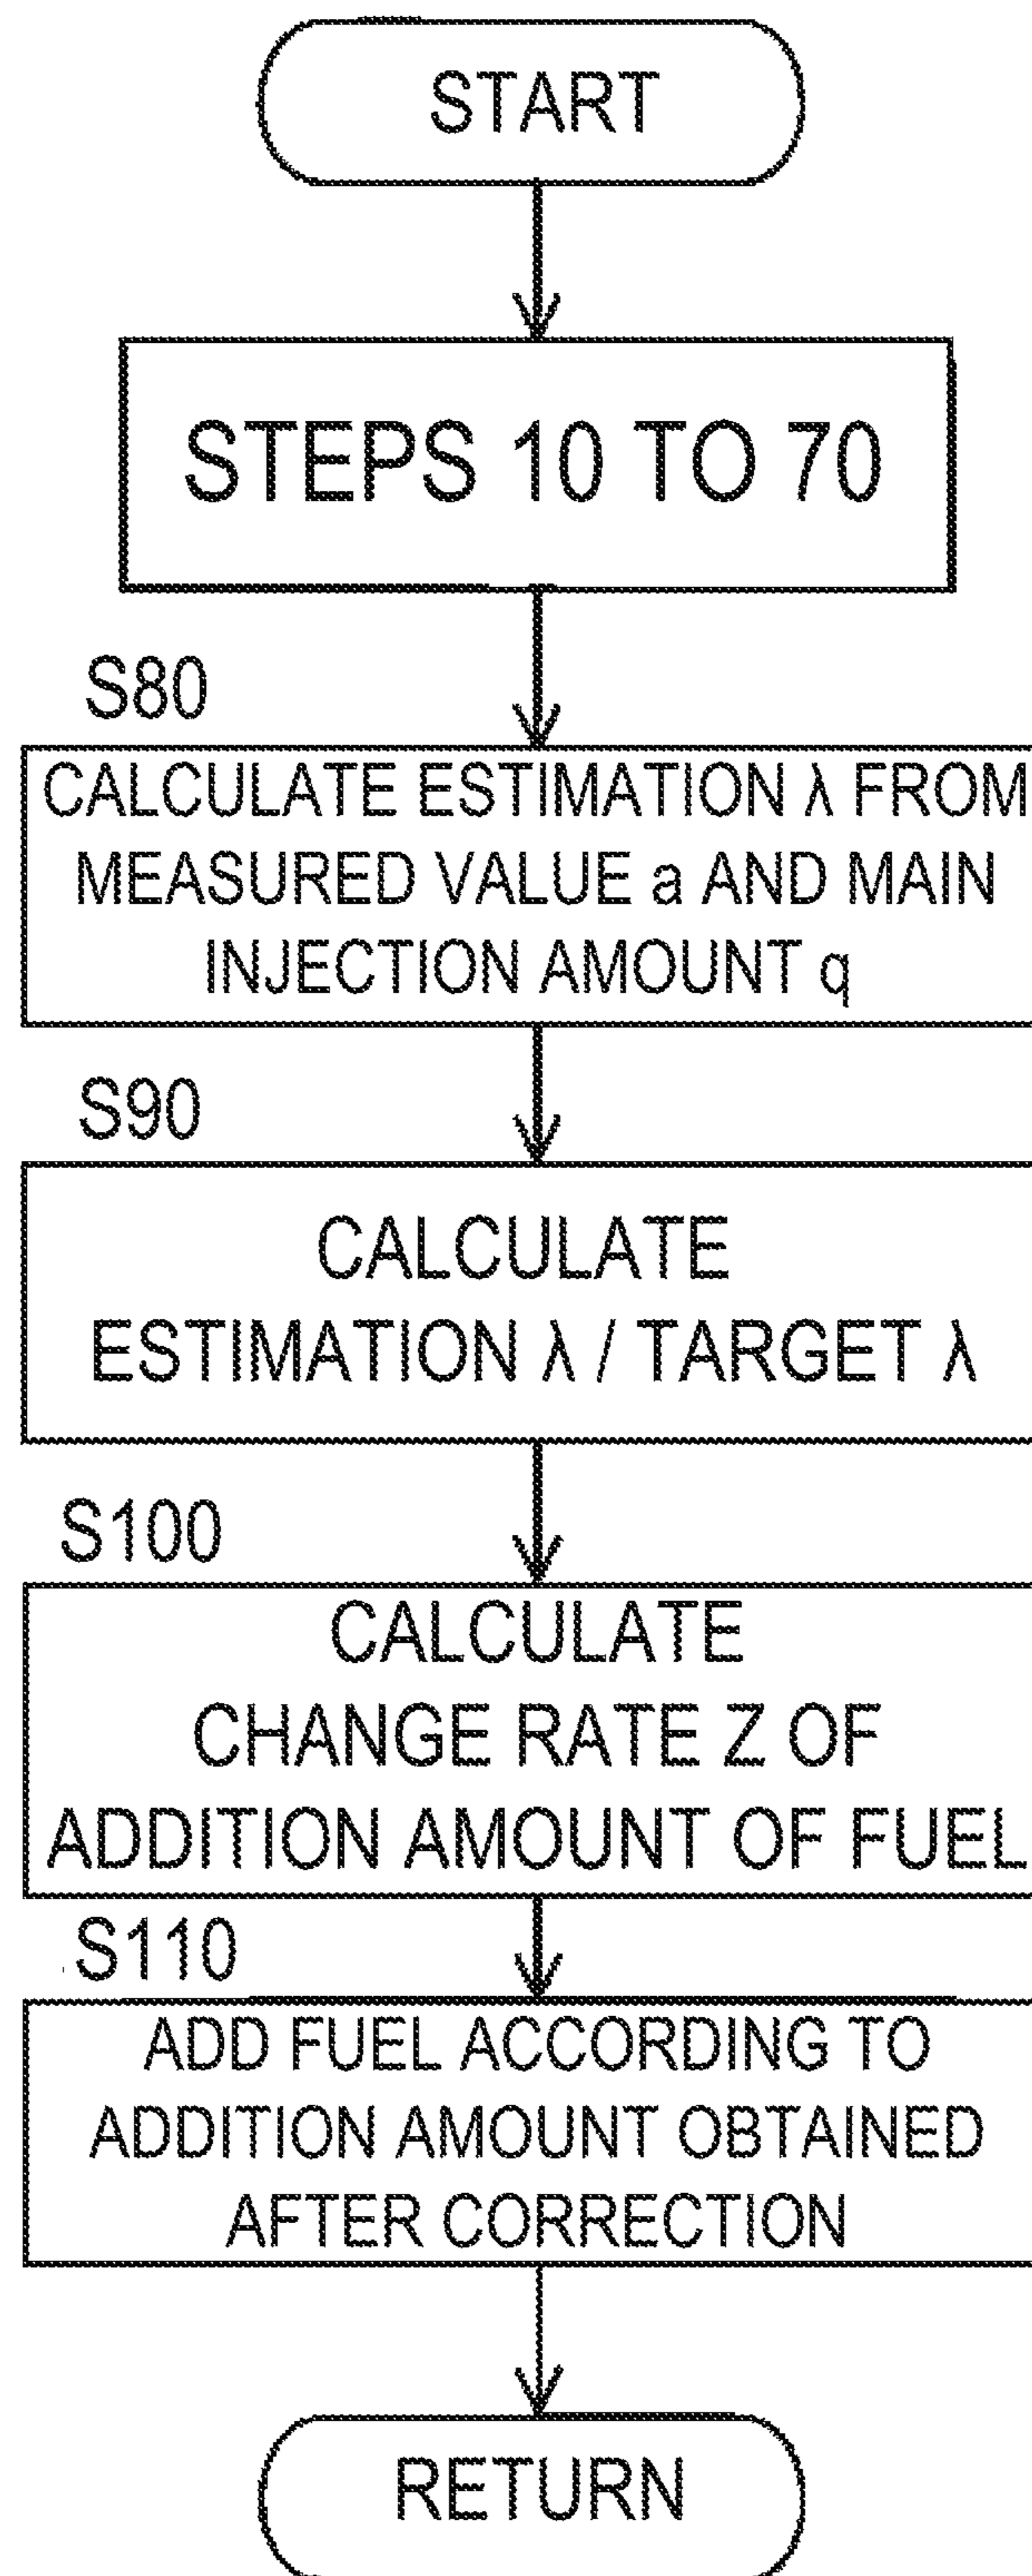 START
STEPS 10 TO 70
S80
CALCULATE ESTIMATION λ FROM
MEASURED VALUE a AND MAIN
INJECTION AMOUNT q
S90
CALCULATE
ESTIMATION λ / TARGET λ
S100
CALCULATE
CHANGE RATE Z OF
ADDITION AMOUNT OF FUEL
S110
ADD FUEL ACCORDING TO
ADDITION AMOUNT OBTAINED
AFTER CORRECTION
RETURN